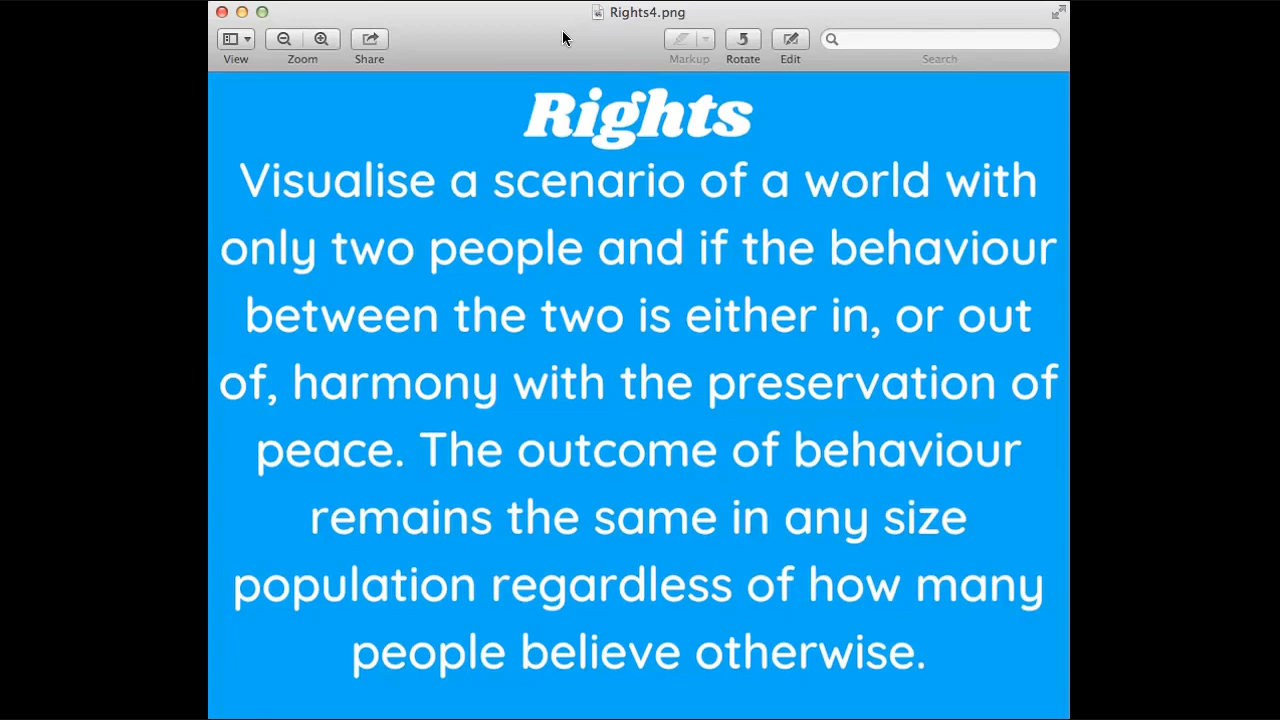 Rights4.png
View
Zoom
Share
Markup
Rotate
Edit
Search
Rights
Visualise a scenario of a world with
only two people and if the behaviour
between the two is either in, or out
of, harmony with the preservation of
peace. The outcome of behaviour
remains the same in any size
population regardless of how many
people believe otherwise.